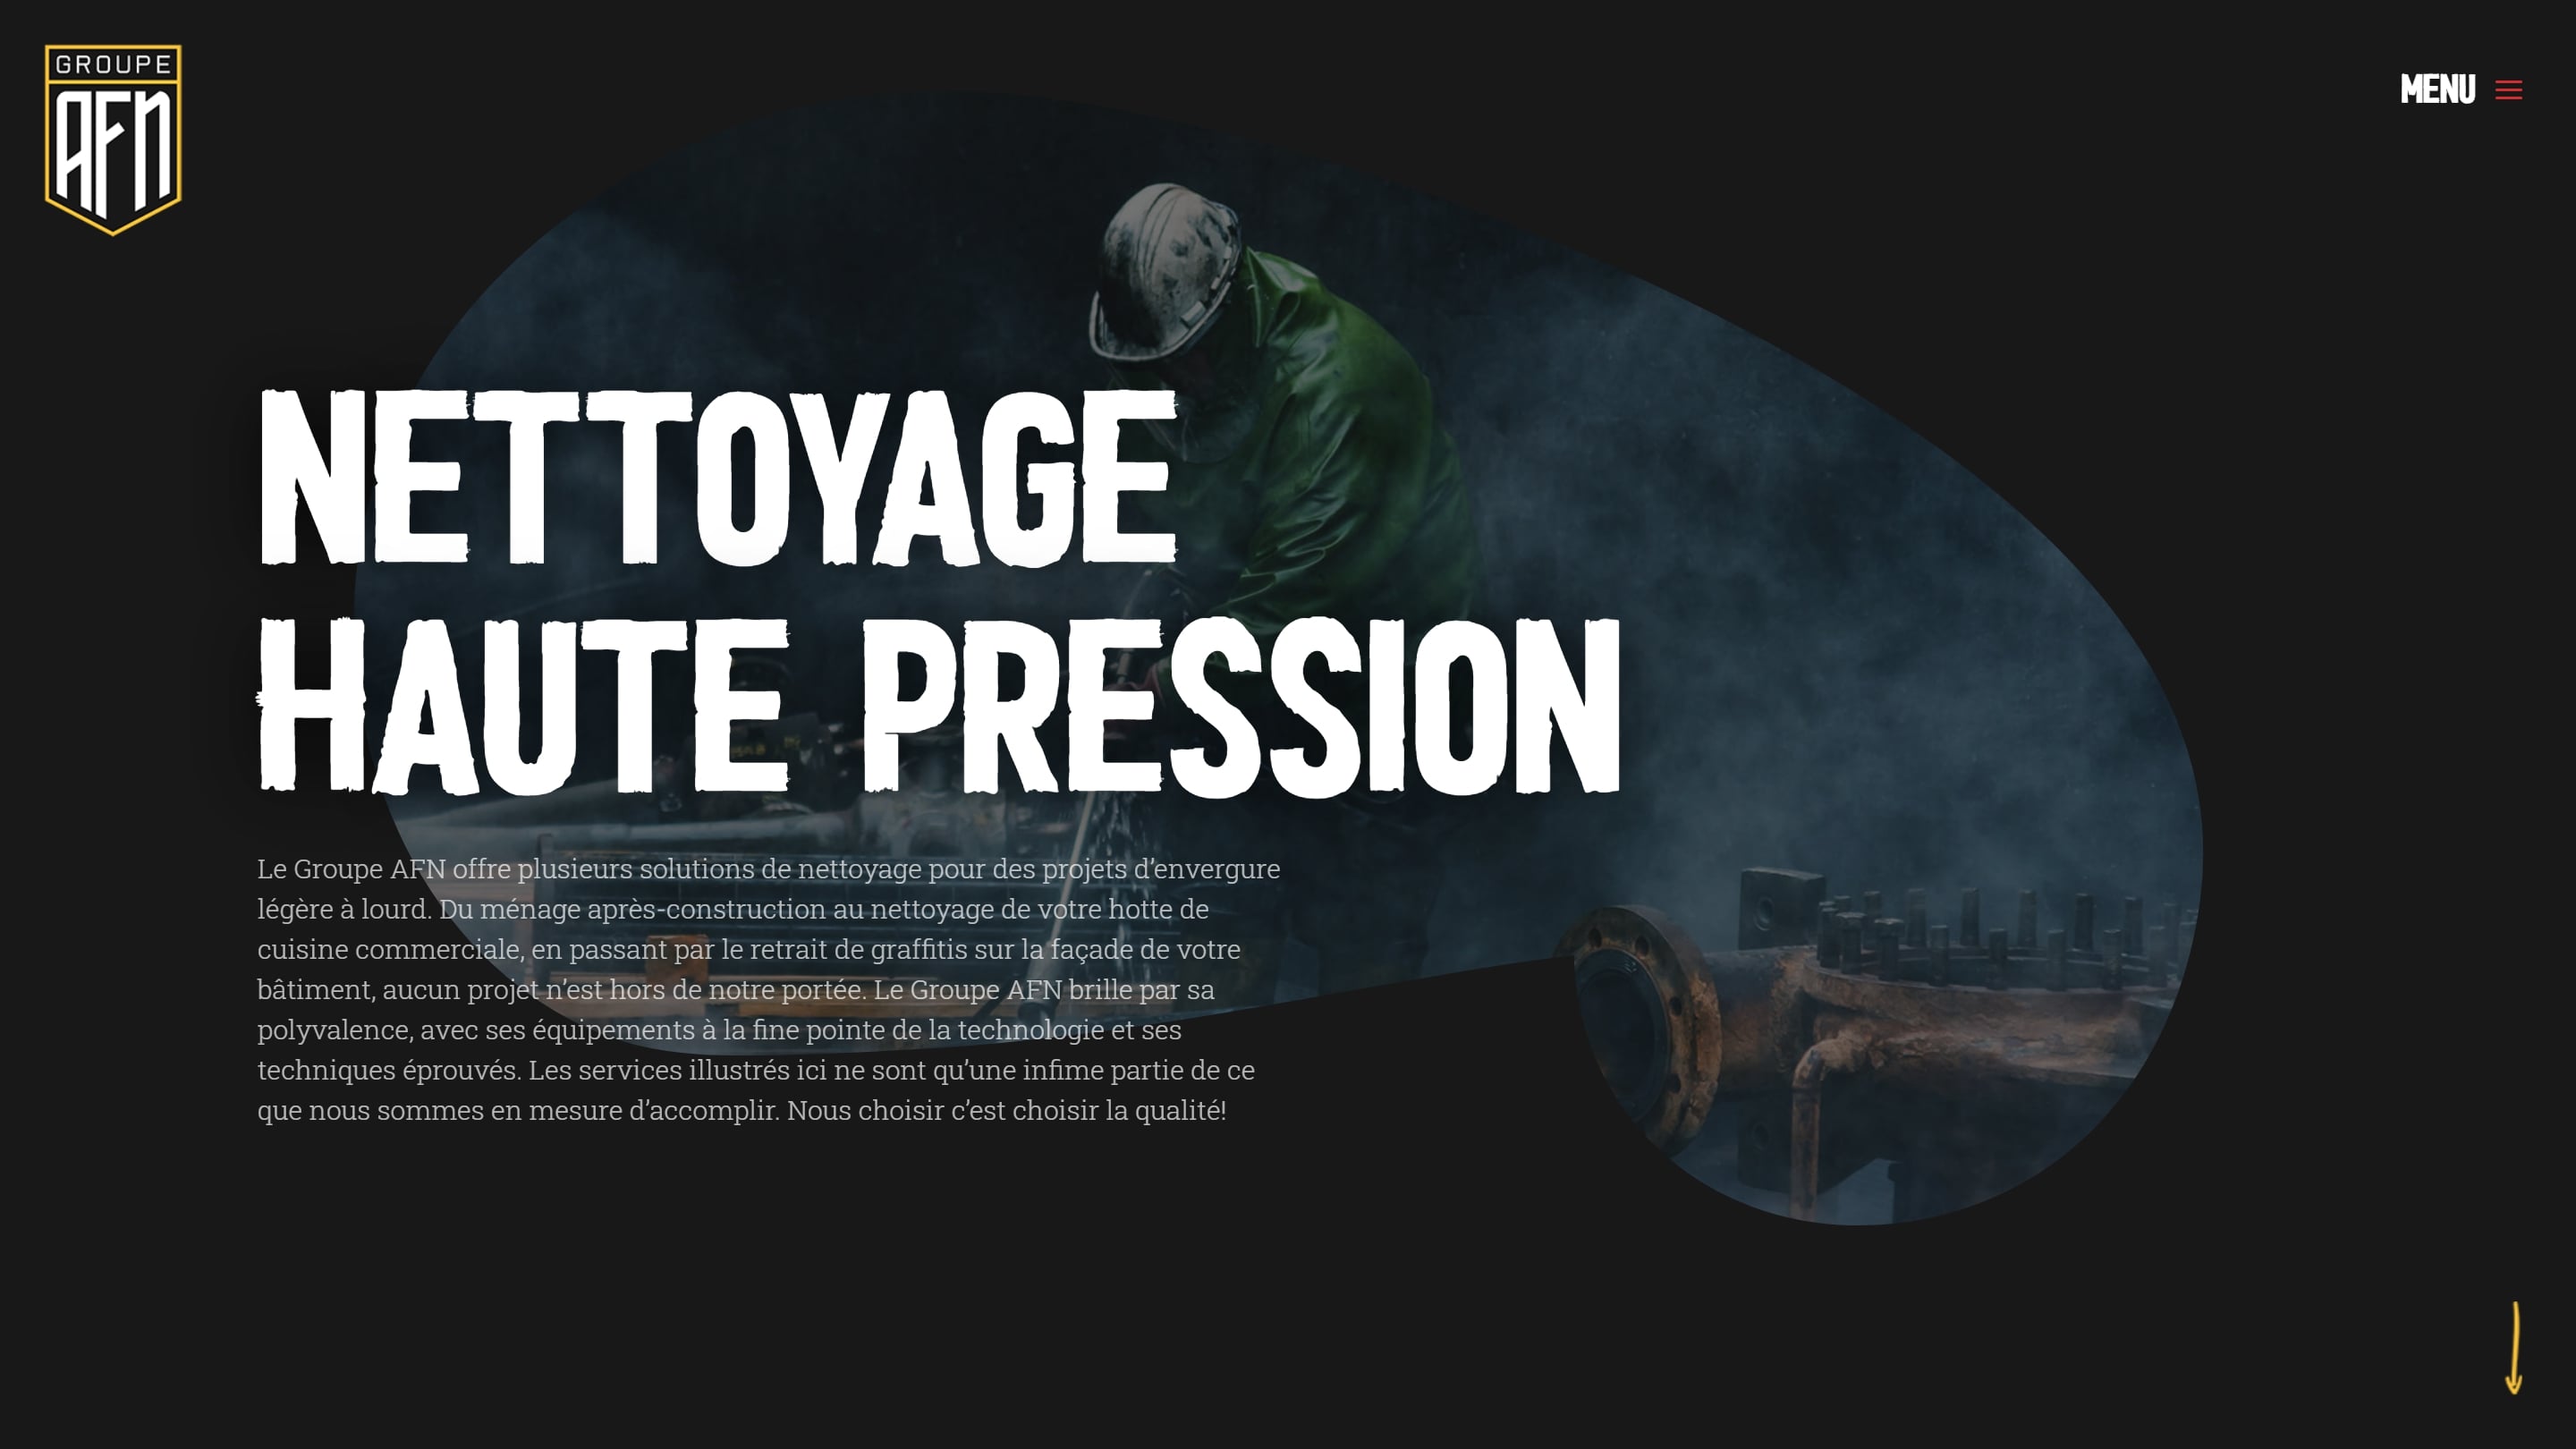 GROUPE
AFN
MENU
NETTOYAGE
HAUTE PRESSION
Le Groupe AFN offre plusieurs solutions de nettoyage pour des projets d’envergure
légère à lourd. Du ménage après-construction au nettoyage de votre hotte de
cuisine commerciale, en passant par le retrait de graffitis sur la façade de votre
bâtiment, aucun projet n’est hors de notre portée. Le Groupe AFN brille par sa
polyvalence, avec ses équipements à la fine pointe de la technologie et ses
techniques éprouvés. Les services illustrés ici ne sont qu’une infime partie de ce
que nous sommes en mesure d’accomplir. Nous choisir c’est choisir la qualité!